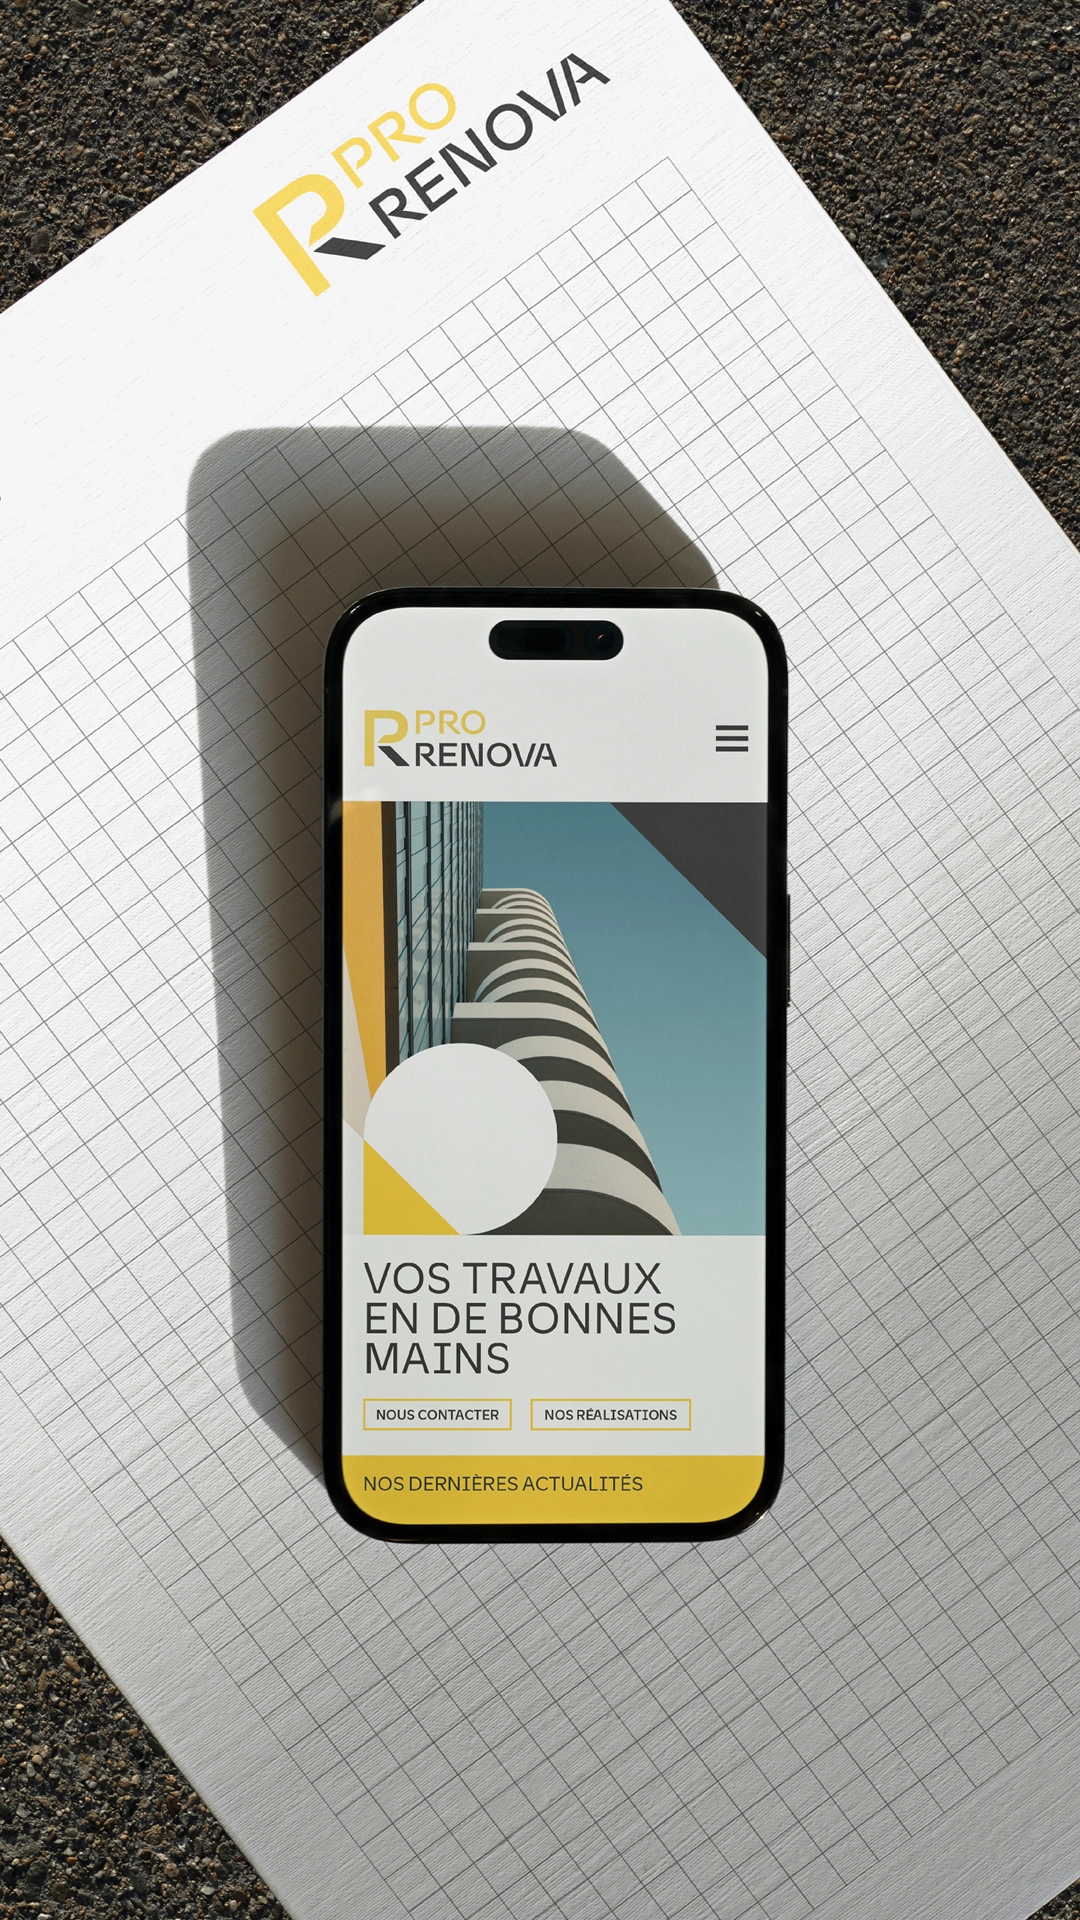 PRO
RENOVA
PRO
RENOVA
VOS TRAVAUX
EN DE BONNES
MAINS
NOUS CONTACTER
NOS RÉALISATIONS
NOS DERNIÈRES ACTUALITÉS